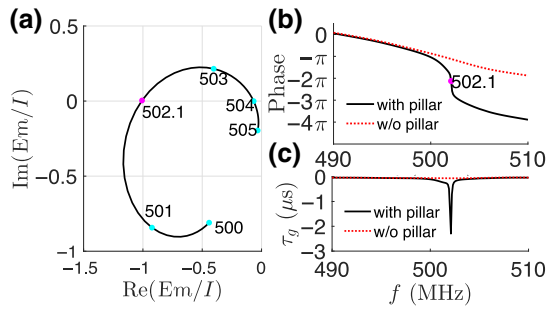 (a)
0.5
0
−0.5
−1
Im(Em/I)
503
502.1
504
505
501
500
−1.5
−1
−0.5
0
Re(Em/I)
(b)
0
−π
−2π
−3π
−4π
Phase
502.1
with pillar
w/o pillar
490
500
510
(c)
0
−1
−2
−3
τg (μs)
with pillar
w/o pillar
490
500
510
f (MHz)